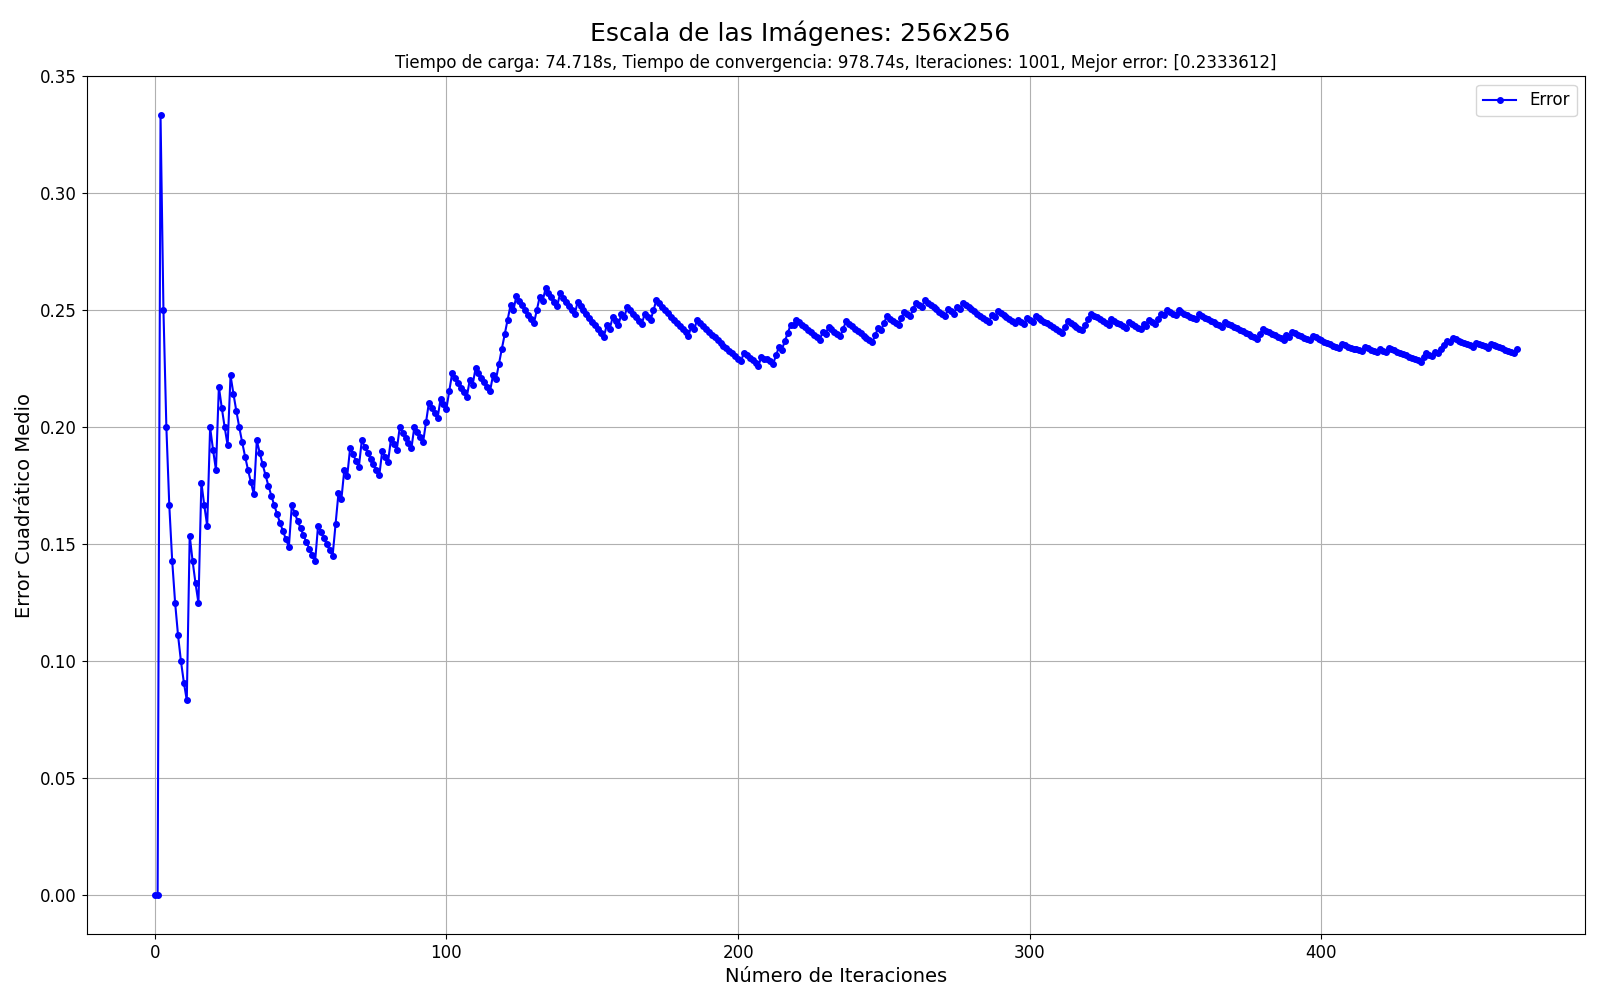 Escala de las Imágenes: 256x256
Tiempo de carga: 74.718s, Tiempo de convergencia: 978.74s, Iteraciones: 1001, Mejor error: [0.2333612]
Error
0.35
0.30
0.25
0.20
0.15
0.10
0.05
0.00
Error Cuadrático Medio
0 100 200 300 400
Número de Iteraciones